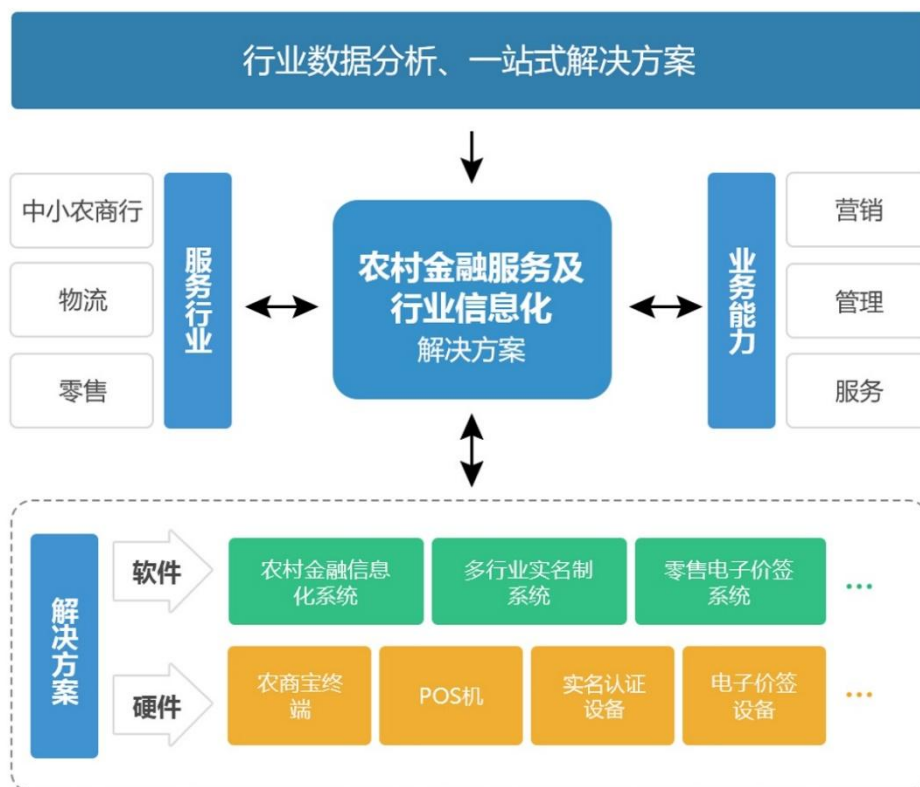 行业数据分析、一站式解决方案
中小农商行
物流
零售
服务行业
农村金融服务及
行业信息化
解决方案
业务能力
营销
管理
服务
解决方案
软件
农村金融信息
化系统
多行业实名制
系统
零售电子价签
系统
...
硬件
农商宝终
端
POS机
实名认证
设备
电子价签
设备
...